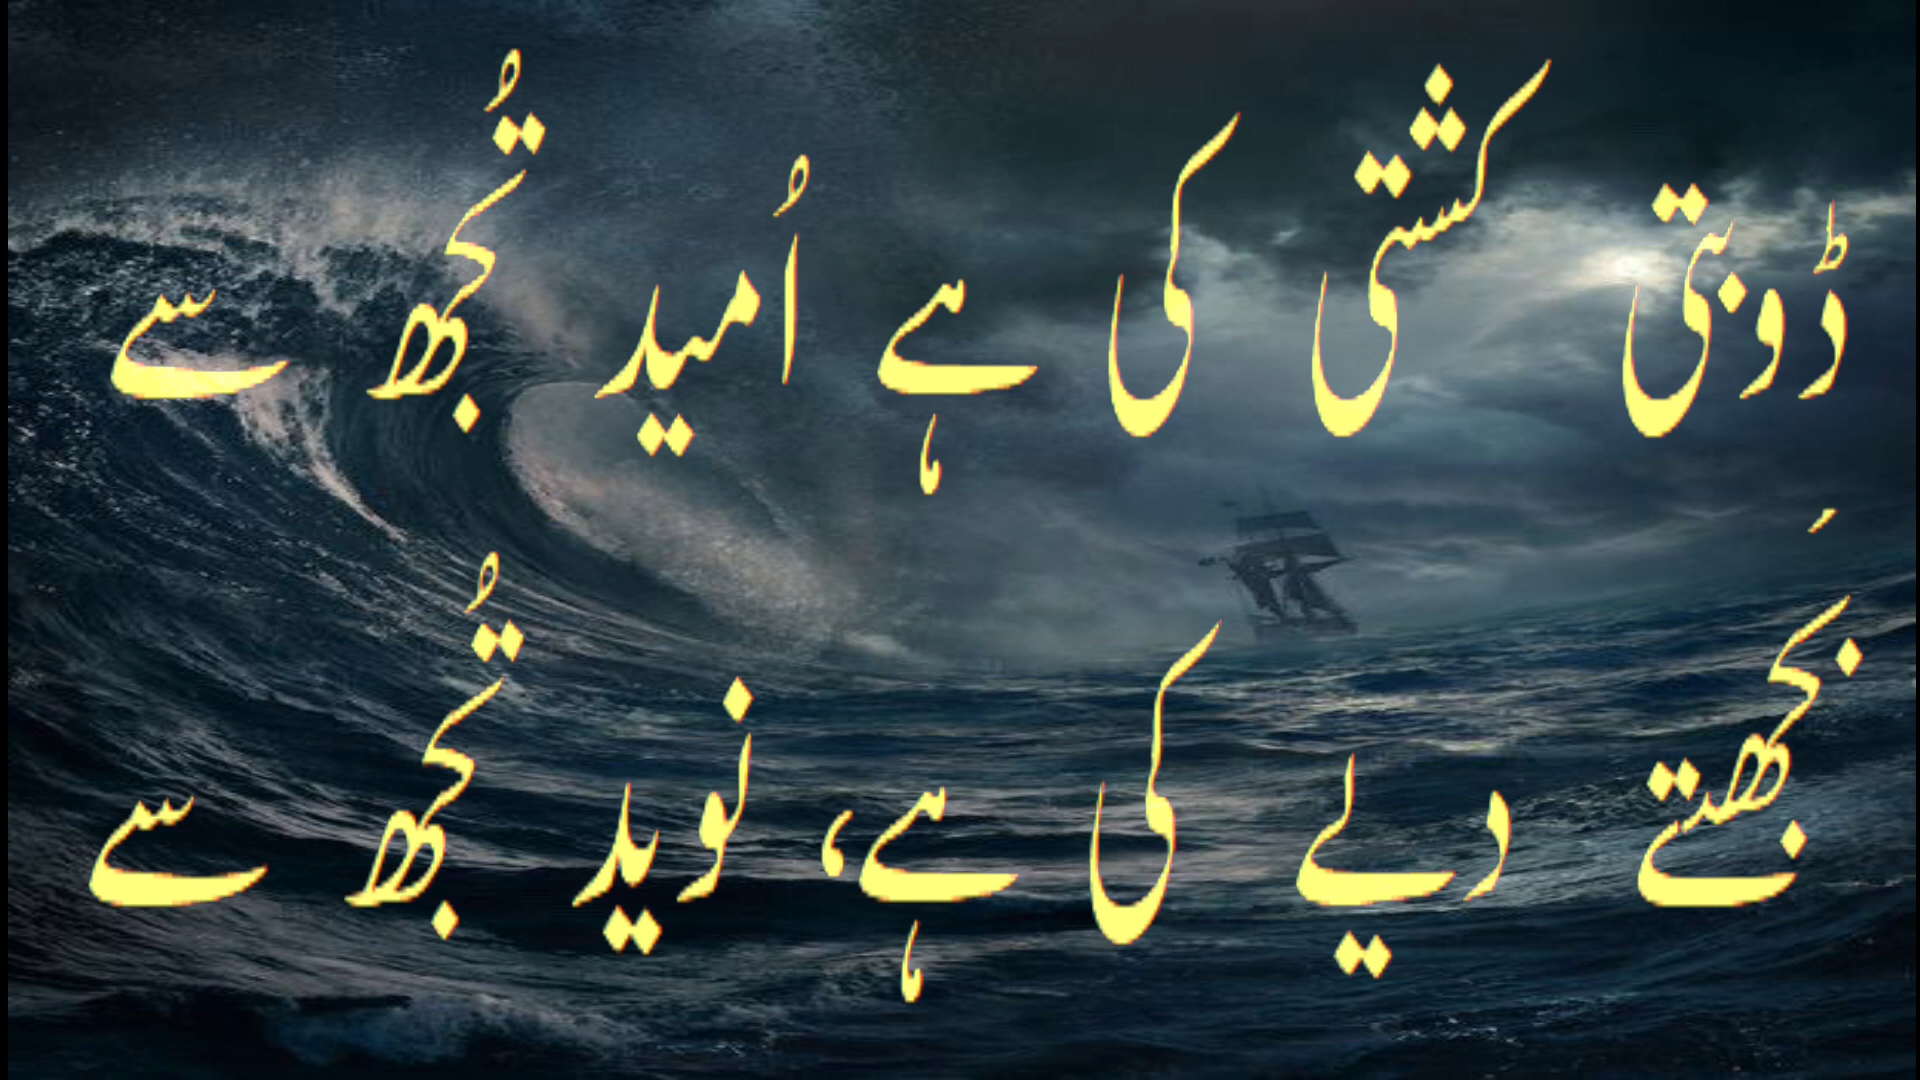 ڈوبتی کشتی کی ہے اُمید تُجھ سے
بَجھتے دیے کی ہے، نوید تُجھ سے